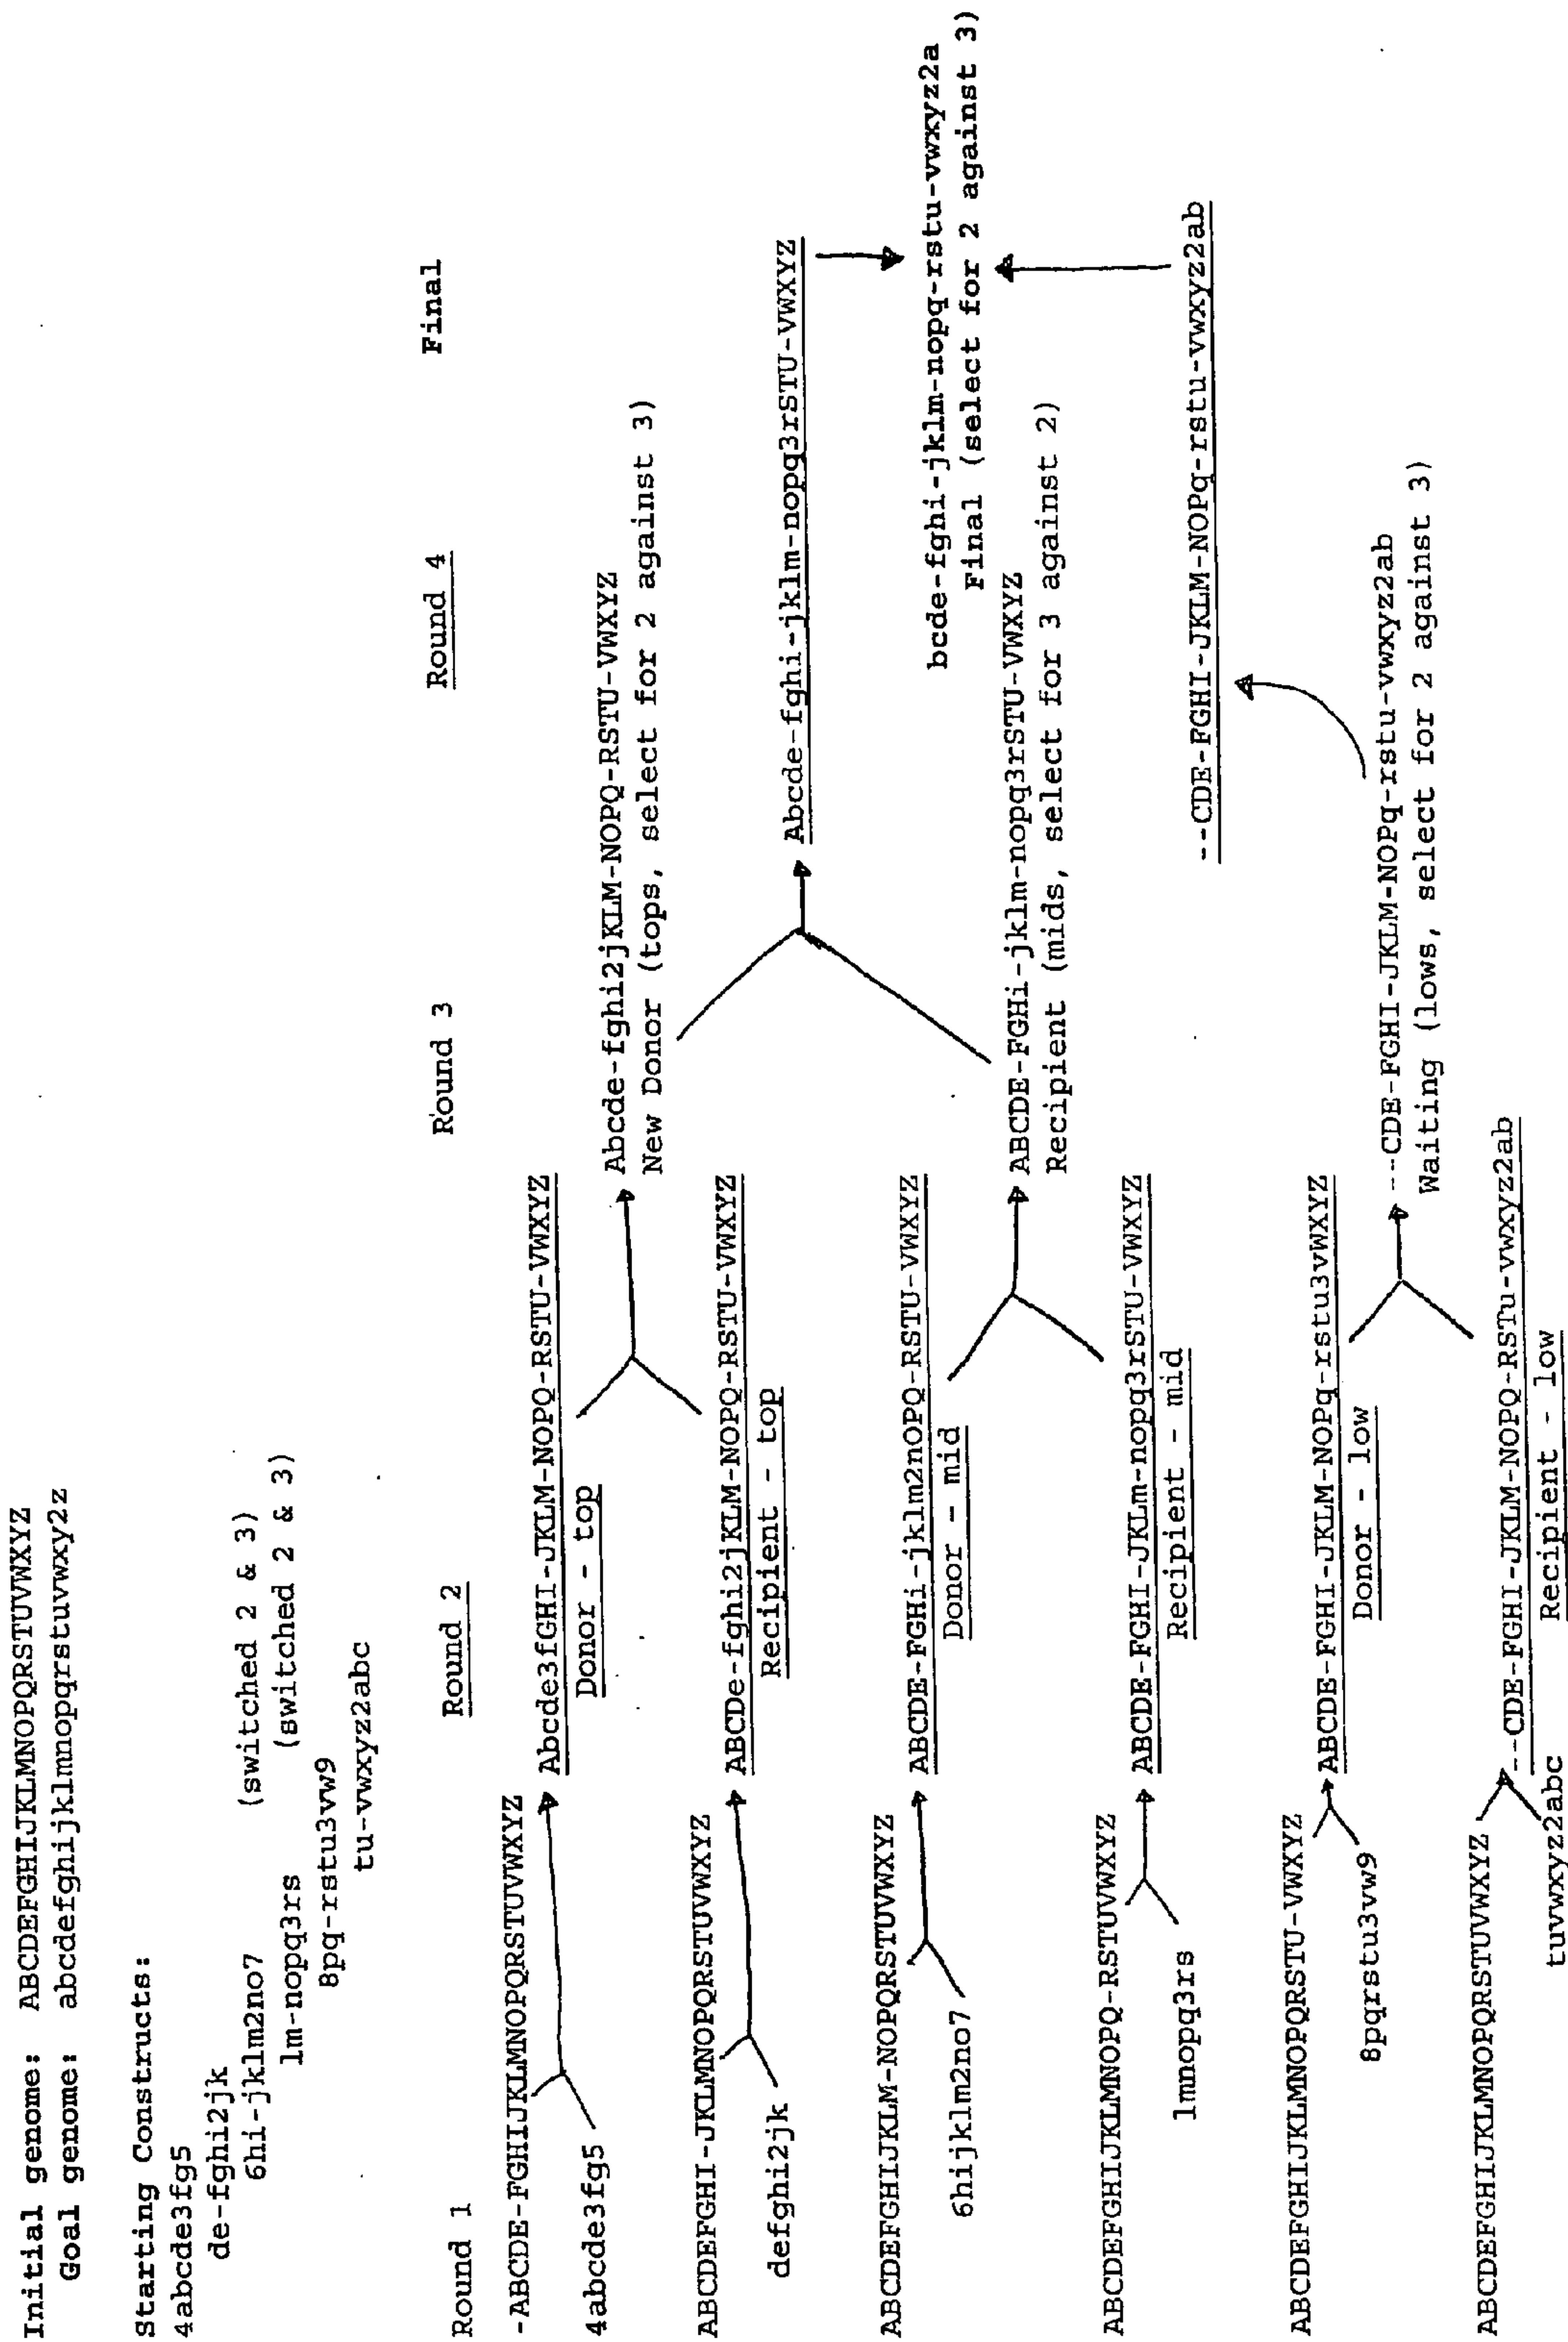 Initial genome: ABCDEFGHIJKLMNOPQRSTUVWXYZ
Goal genome: abcdefghijklmnopqrstuvwxy2z
Starting Constructs:
4abcde3fg5
de-fghi2jk
6hi-jklm2no7 (switched 2 & 3)
lm-nopq3rs (switched 2 & 3)
8pq-rstu3vw9
tu-vwxyz2abc
Round 1
Round 2
Round 3
Round 4
Final
-ABCDE-FGHIJKLMNOPQRSTUVWXYZ
4abcde3fg5
Abcde3fGHI-JKLM-NOPQ-RSTU-VWXYZ
Donor - top
Abcde-fghi2jKLM-NOPQ-RSTU-VWXYZ
New Donor (tops, select for 2 against 3)
ABCDEFGHI-JKLMNOPQRSTUVWXYZ
defghi2jk
ABCDe-fghi2jKLM-NOPQ-RSTU-VWXYZ
Recipient - top
Abcde-fghi-jklm-nopq3rSTU-VWXYZ
ABCDEFGHIJKLM-NOPQRSTUVWXYZ
6hijklm2no7
ABCDE-FGHi-jklm2nOPQ-RSTU-VWXYZ
Donor - mid
bcde-fghi-jklm-nopq-rstu-vwxyz2a
Final (select for 2 against 3)
ABCDE-FGHi-jklm-nopq3rSTU-VWXYZ
Recipient (mids, select for 3 against 2)
ABCDEFGHIJKLMNOPQ-RSTUVWXYZ
lmnopq3rs
ABCDE-FGHI-JKLm-nopq3rSTU-VWXYZ
Recipient - mid
--CDE-FGHI-JKLM-NOPq-rstu-vwxyz2ab
ABCDEFGHIJKLMNOPQRSTU-VWXYZ
8pqrstu3vw9
ABCDE-FGHI-JKLM-NOPq-rstu3vWXYZ
Donor - low
--CDE-FGHI-JKLM-NOPq-rstu-vwxyz2ab
Waiting (lows, select for 2 against 3)
ABCDEFGHIJKLMNOPQRSTUVWXYZ
tuvwxyz2abc
--CDE-FGHI-JKLM-NOPQ-RSTu-vwxyz2ab
Recipient - low